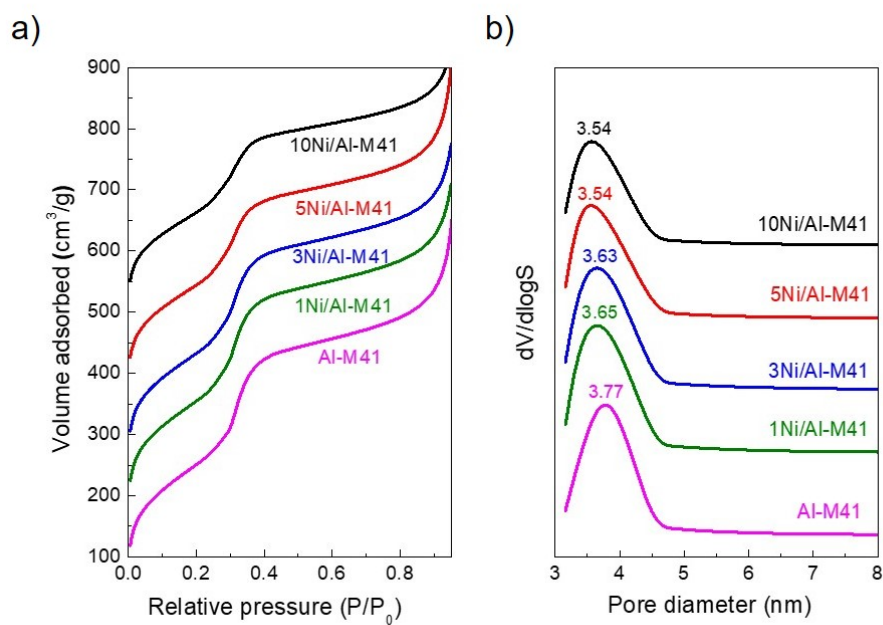 a)
Volume adsorbed (cm³/g)
900
800
700
600
500
400
300
200
100
10Ni/Al-M41
5Ni/Al-M41
3Ni/Al-M41
1Ni/Al-M41
Al-M41
0.0 0.2 0.4 0.6 0.8
Relative pressure (P/P₀)
b)
dV/dlogS
3.54
10Ni/Al-M41
3.54
5Ni/Al-M41
3.63
3Ni/Al-M41
3.65
1Ni/Al-M41
3.77
Al-M41
3 4 5 6 7 8
Pore diameter (nm)